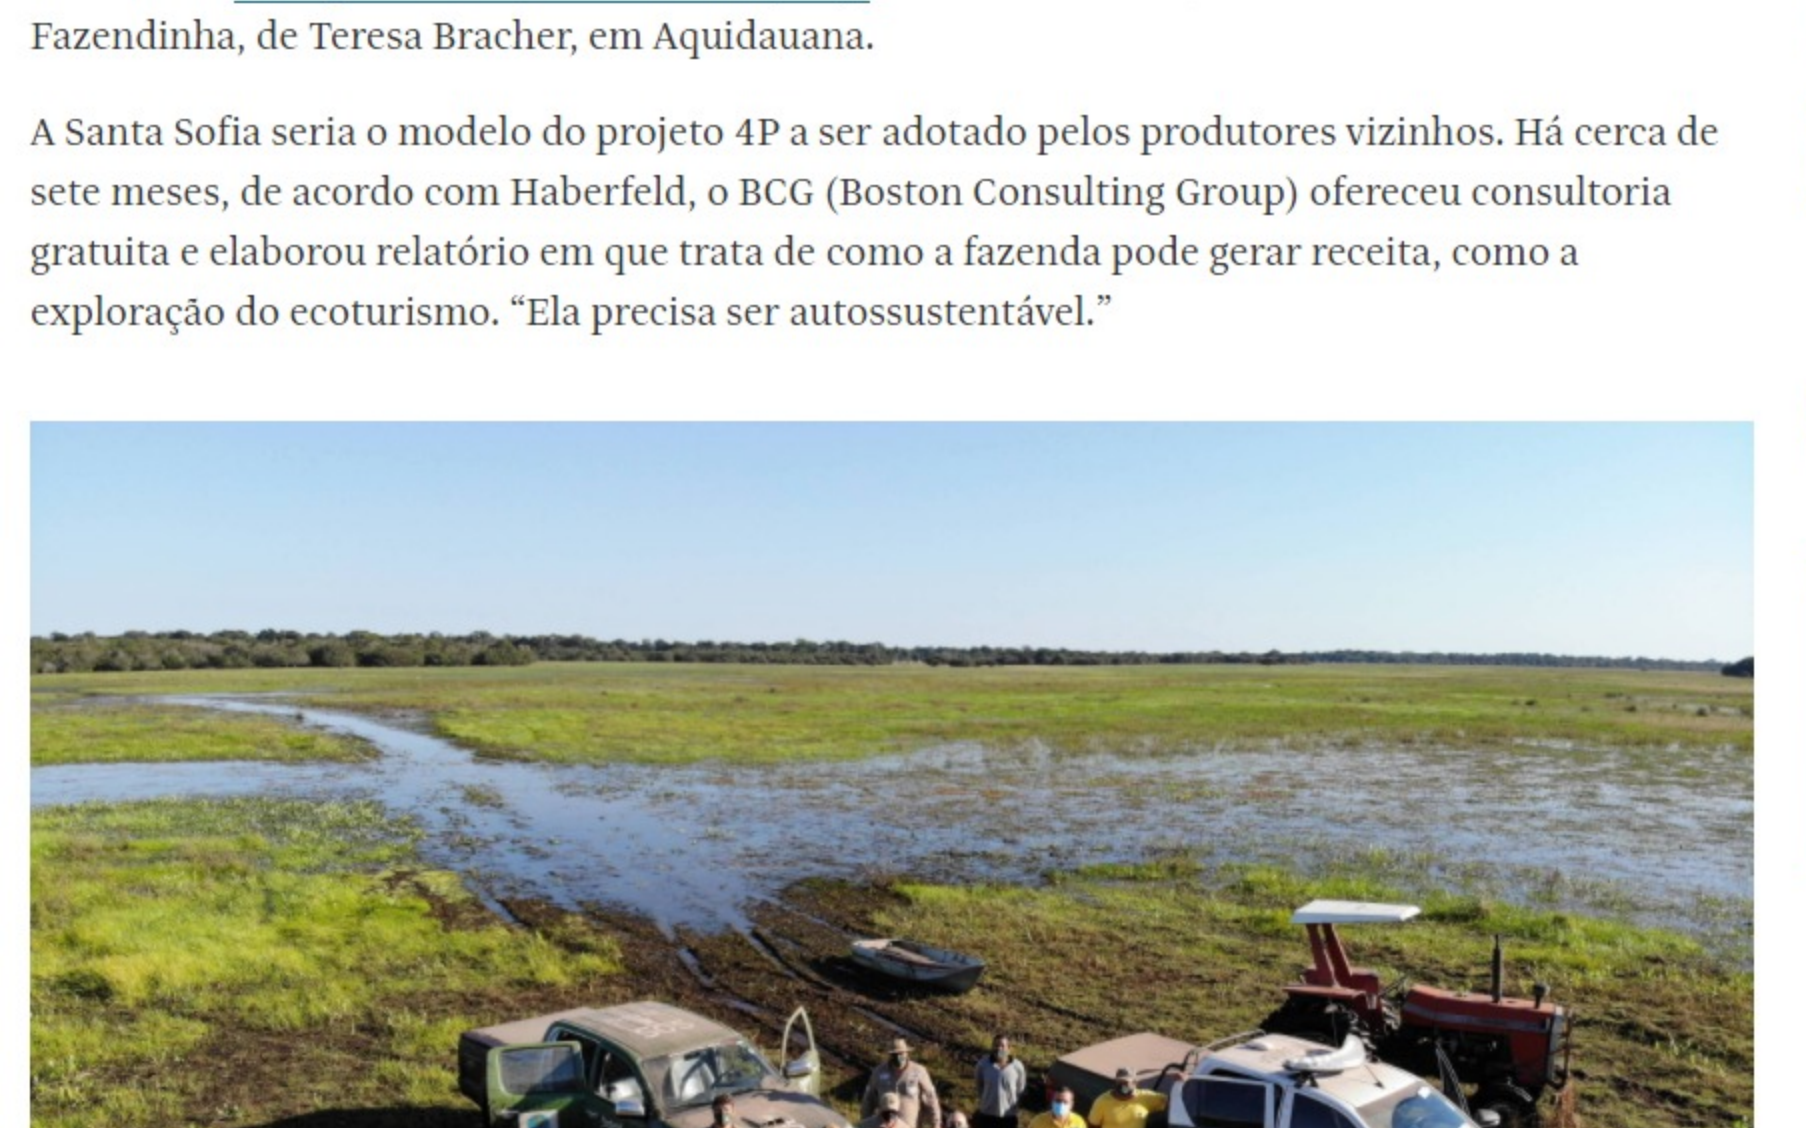 Fazendinha, de Teresa Bracher, em Aquidauana.
A Santa Sofia seria o modelo do projeto 4P a ser adotado pelos produtores vizinhos. Há cerca de
sete meses, de acordo com Haberfeld, o BCG (Boston Consulting Group) ofereceu consultoria
gratuita e elaborou relatório em que trata de como a fazenda pode gerar receita, como a
exploração do ecoturismo. “Ela precisa ser autossustentável.”